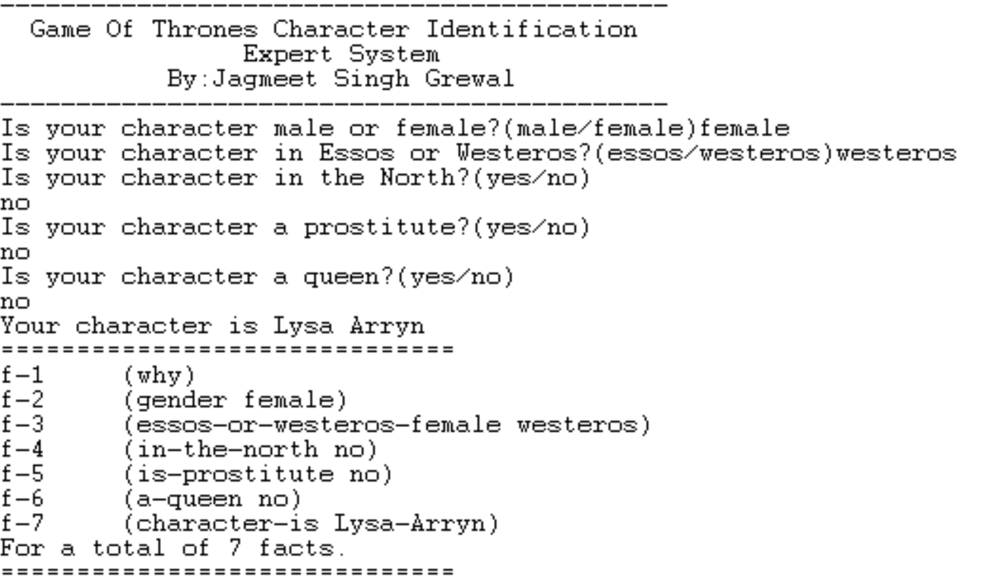 --------------------------------------------
Game Of Thrones Character Identification
Expert System
By:Jagmeet Singh Grewal
--------------------------------------------
Is your character male or female?(male/female)female
Is your character in Essos or Westeros?(essos/westeros)westeros
Is your character in the North?(yes/no)
no
Is your character a prostitute?(yes/no)
no
Is your character a queen?(yes/no)
no
Your character is Lysa Arryn
==============================
f-1     (why)
f-2     (gender female)
f-3     (essos-or-westeros-female westeros)
f-4     (in-the-north no)
f-5     (is-prostitute no)
f-6     (a-queen no)
f-7     (character-is Lysa-Arryn)
For a total of 7 facts.
==============================